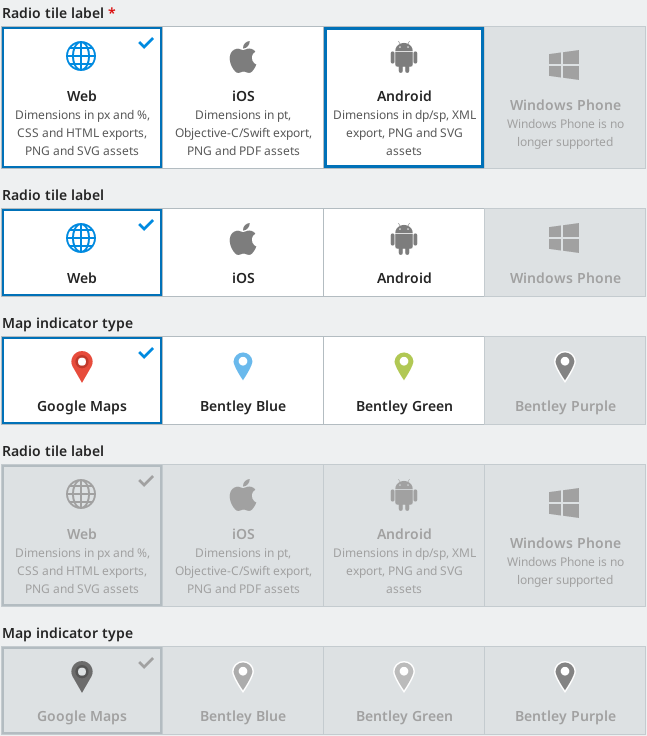 Radio tile label *
Web
Dimensions in px and %,
CSS and HTML exports,
PNG and SVG assets
iOS
Dimensions in pt,
Objective-C/Swift export,
PNG and PDF assets
Android
Dimensions in dp/sp, XML
export, PNG and SVG
assets
Windows Phone
Windows Phone is no
longer supported
Radio tile label
Web
iOS
Android
Windows Phone
Map indicator type
Google Maps
Bentley Blue
Bentley Green
Bentley Purple
Radio tile label
Web
Dimensions in px and %,
CSS and HTML exports,
PNG and SVG assets
iOS
Dimensions in pt,
Objective-C/Swift export,
PNG and PDF assets
Android
Dimensions in dp/sp, XML
export, PNG and SVG
assets
Windows Phone
Windows Phone is no
longer supported
Map indicator type
Google Maps
Bentley Blue
Bentley Green
Bentley Purple